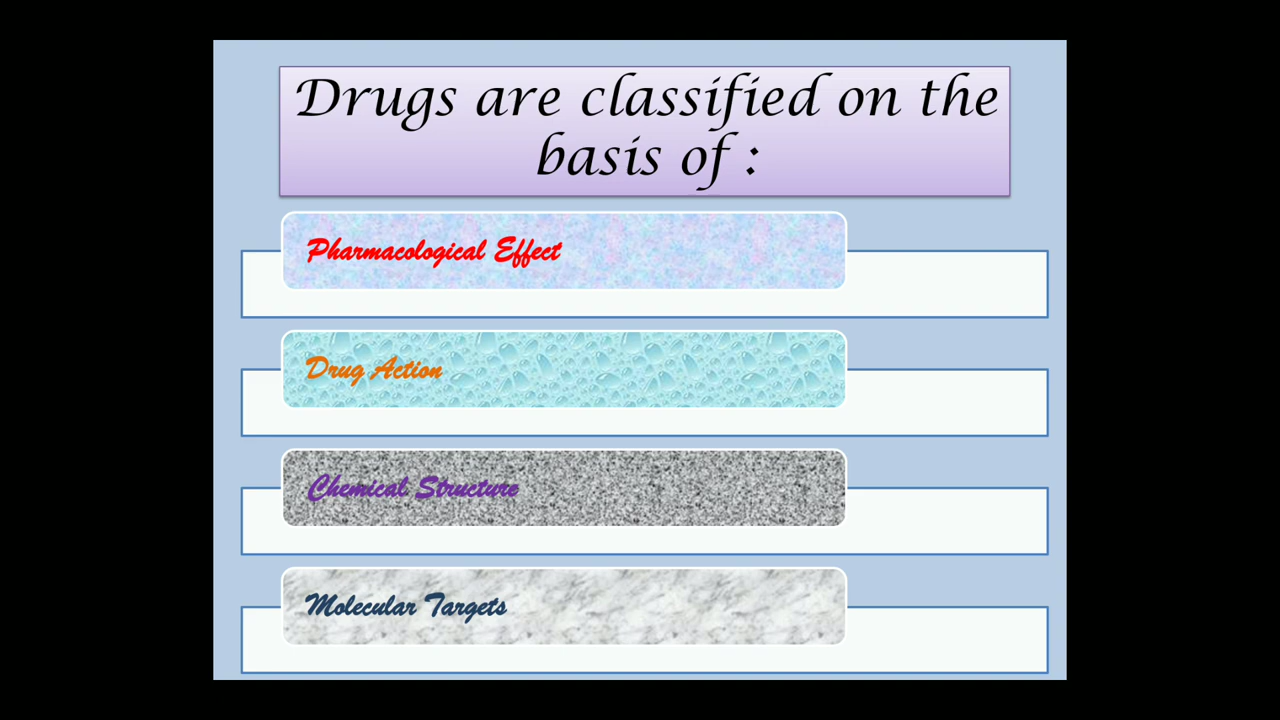 Drugs are classified on the
basis of :
Pharmacological Effect
Drug Action
Chemical Structure
Molecular Targets